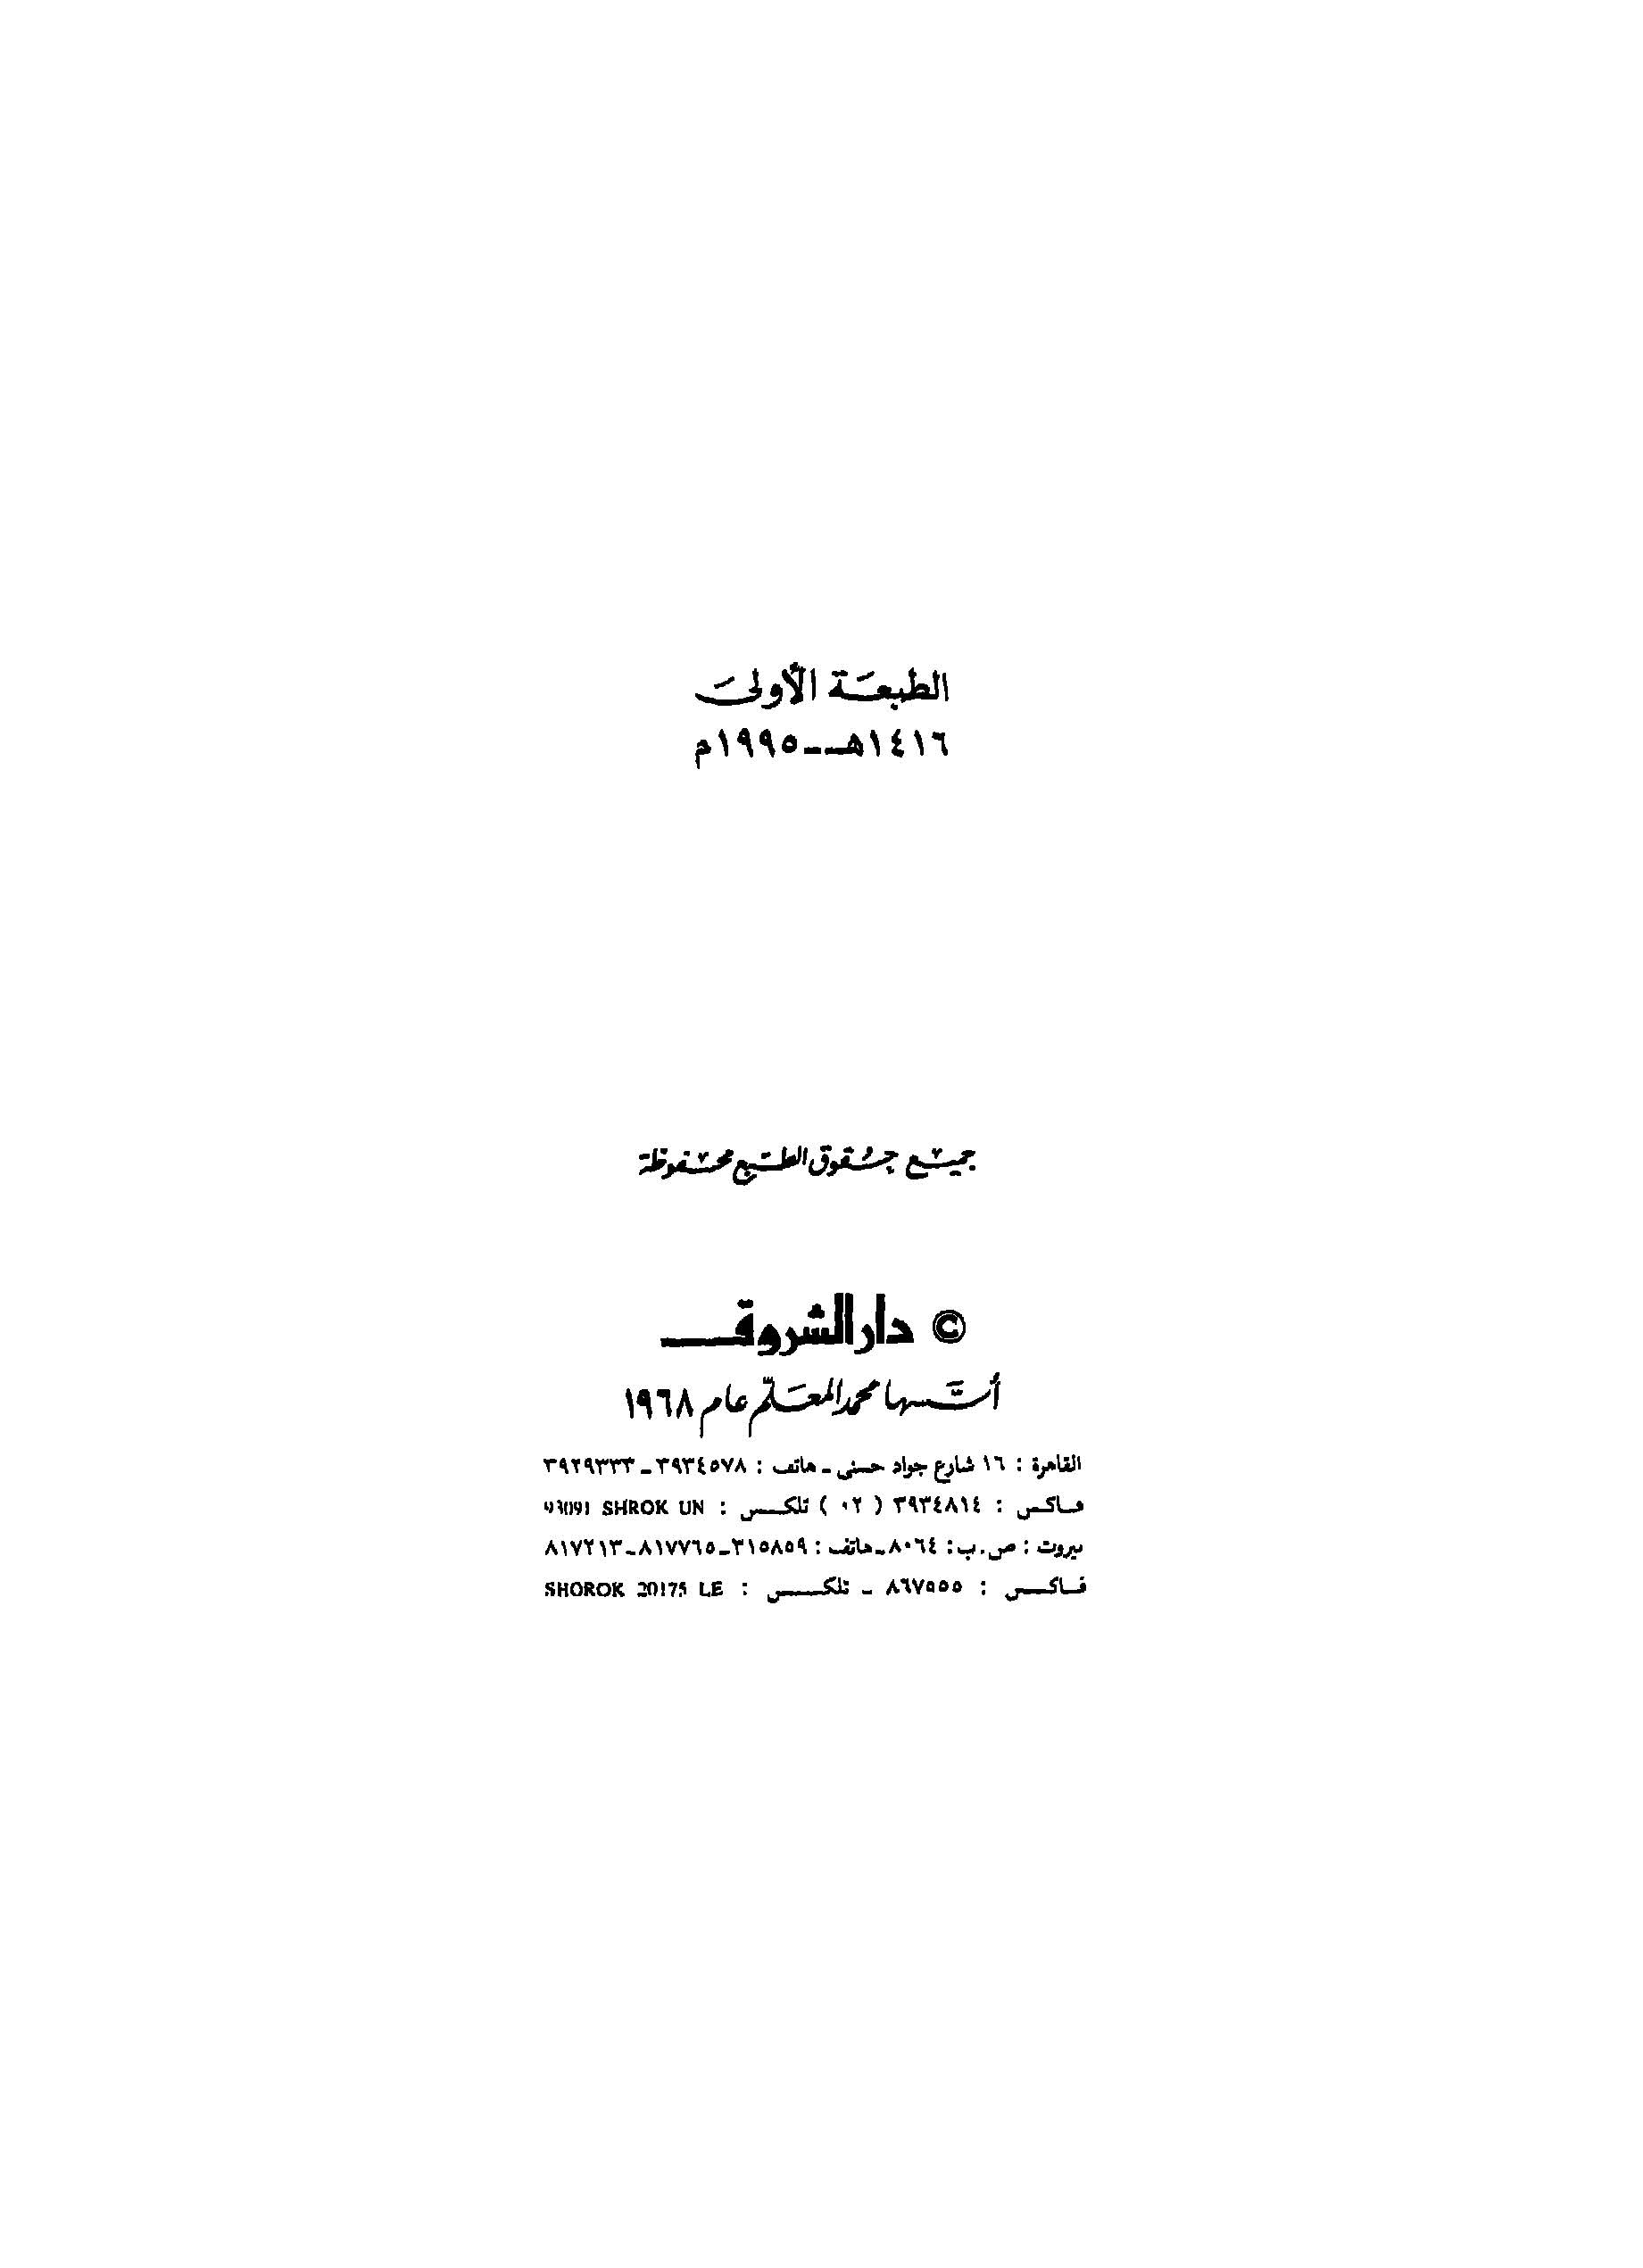 الطبعة الأولى
١٤١٦هـ - ١٩٩٥م
جميع حقوق الطبع محفوظة
© دار الشروق
أسسها محمد المعلم عام ١٩٦٨
القاهرة : ١٦ شارع جواد حسنى - هاتف : ٣٩٣٤٥٧٨ - ٣٩٢٩٣٣٣
فاكس : ٣٩٣٤٨١٤ (٠٢) تلكس : 93091 SHROK UN
بيروت : ص.ب : ٨٠٦٤ - هاتف : ٣١٥٨٥٩ - ٨١٧٧٦٥ - ٨١٧٢١٣
فاكس : ٨٦٧٥٥٥ - تلكس : SHOROK 20175 LE